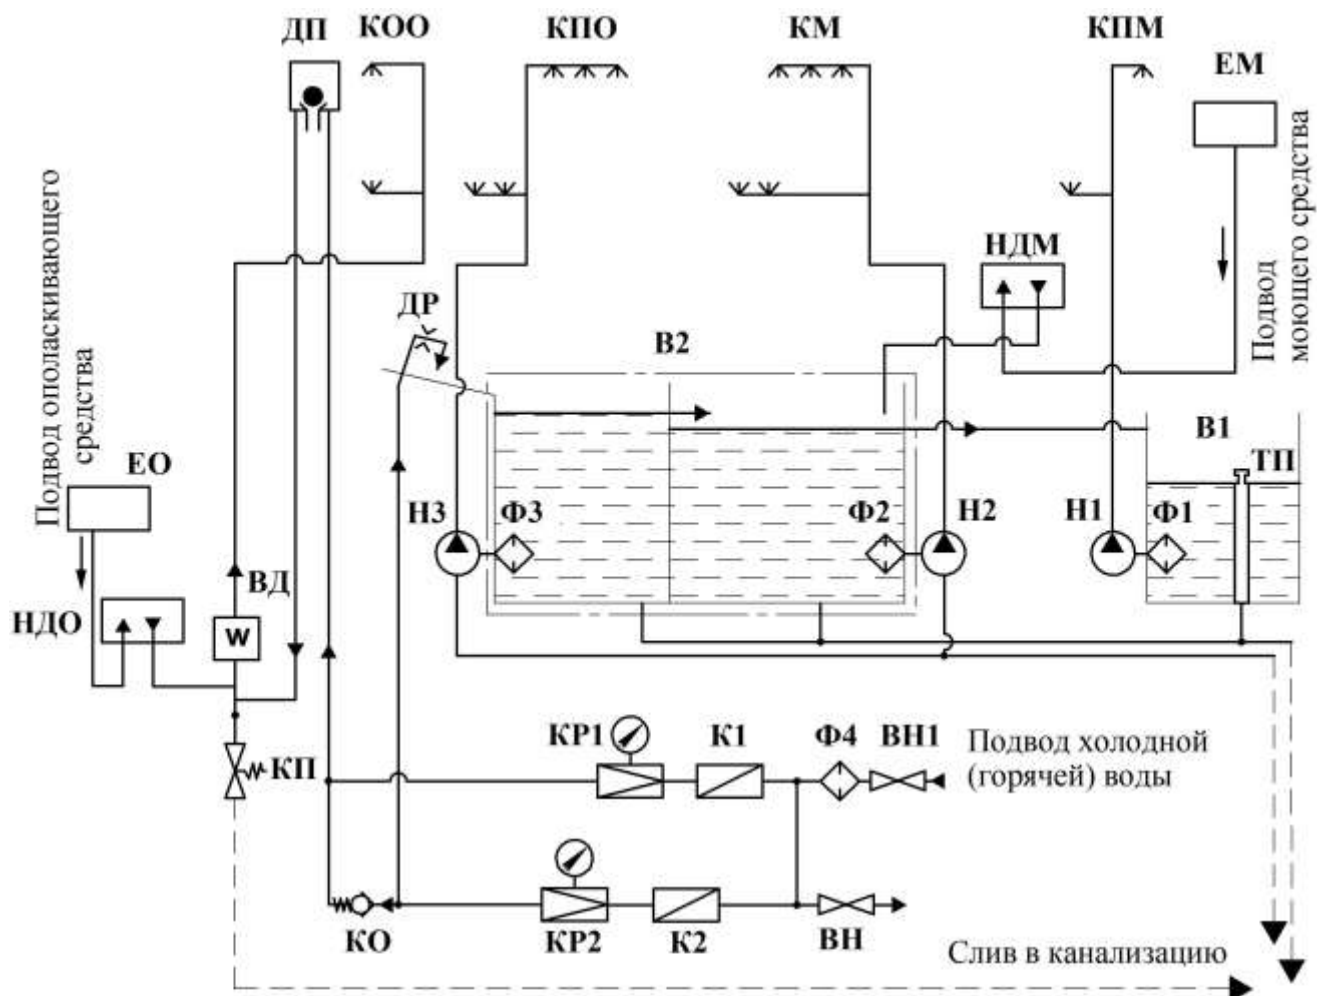 ДП
КОО
КПО
КМ
КПМ
ЕМ
Подвод
моющего средства
НДМ
ДР
В2
В1
ТП
Подвод ополаскивающего
средства
ЕО
Н3
Ф3
Ф2
Н2
Н1
Ф1
НДО
ВД
W
КП
КР1
К1
Ф4
ВН1
Подвод холодной
(горячей) воды
КО
КР2
К2
ВН
Слив в канализацию